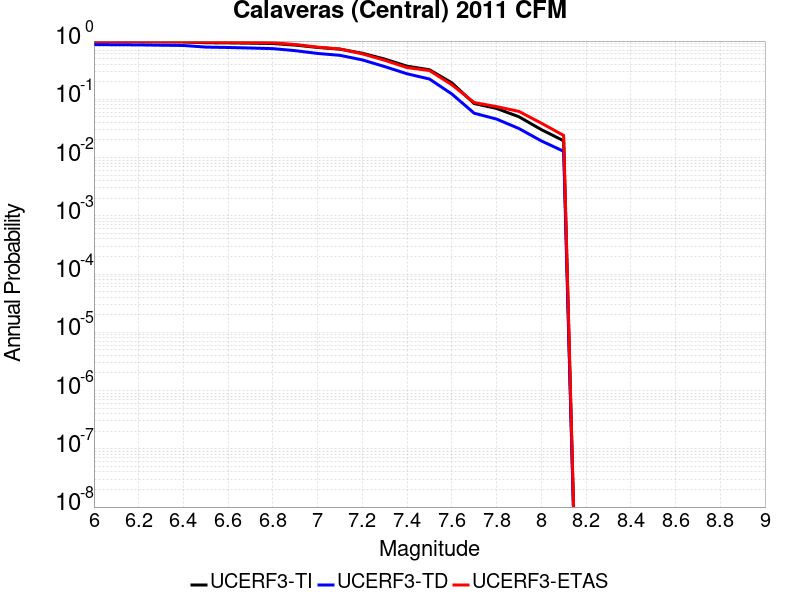 Calaveras (Central) 2011 CFM
Annual Probability
10^0
10^-1
10^-2
10^-3
10^-4
10^-5
10^-6
10^-7
10^-8
6 6.2 6.4 6.6 6.8 7 7.2 7.4 7.6 7.8 8 8.2 8.4 8.6 8.8 9
Magnitude
UCERF3-TI UCERF3-TD UCERF3-ETAS